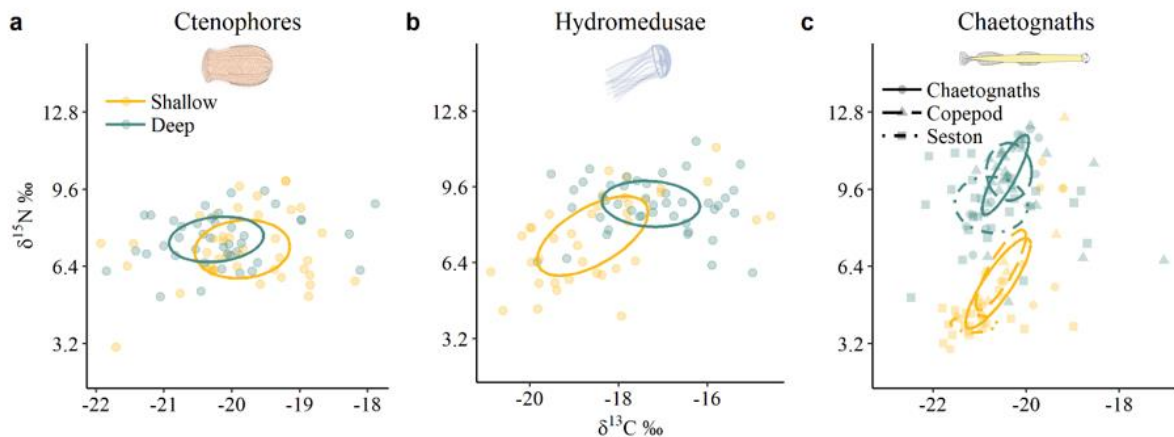 a Ctenophores
b Hydromedusae
c Chaetognaths
Shallow
Deep
Chaetognaths
Copepod
Seston
δ¹⁵N ‰
12.8
9.6
6.4
3.2
-22 -21 -20 -19 -18
12.8
9.6
6.4
3.2
-20 -18 -16
δ¹³C ‰
12.8
9.6
6.4
3.2
-22 -20 -18